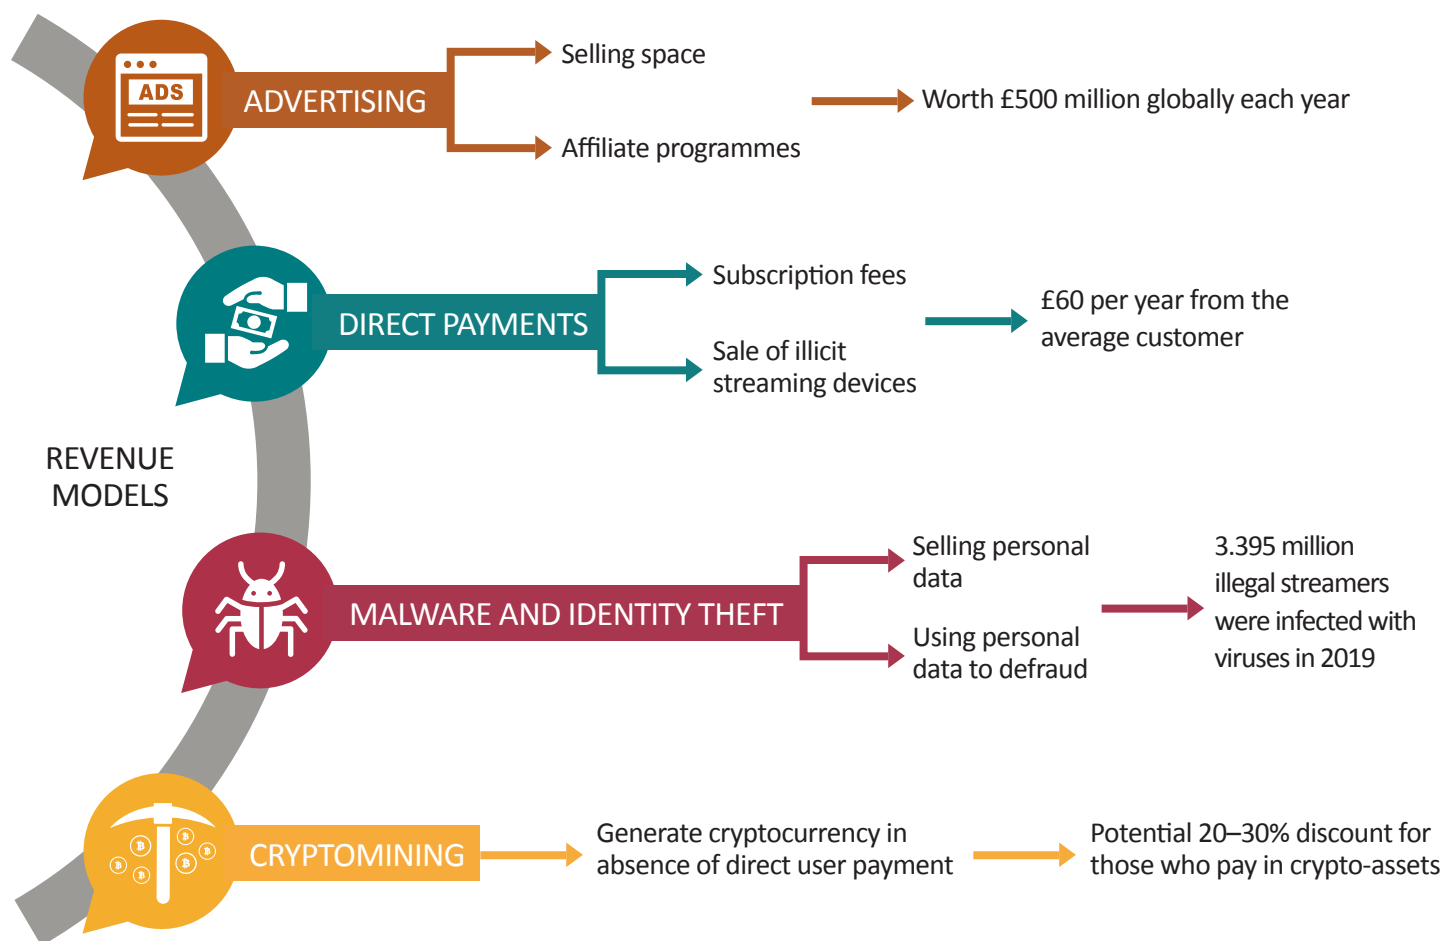 ADS
ADVERTISING
Selling space
Affiliate programmes
Worth £500 million globally each year
DIRECT PAYMENTS
Subscription fees
Sale of illicit
streaming devices
£60 per year from the
average customer
REVENUE
MODELS
MALWARE AND IDENTITY THEFT
Selling personal
data
Using personal
data to defraud
3.395 million
illegal streamers
were infected with
viruses in 2019
CRYPTOMINING
Generate cryptocurrency in
absence of direct user payment
Potential 20–30% discount for
those who pay in crypto-assets